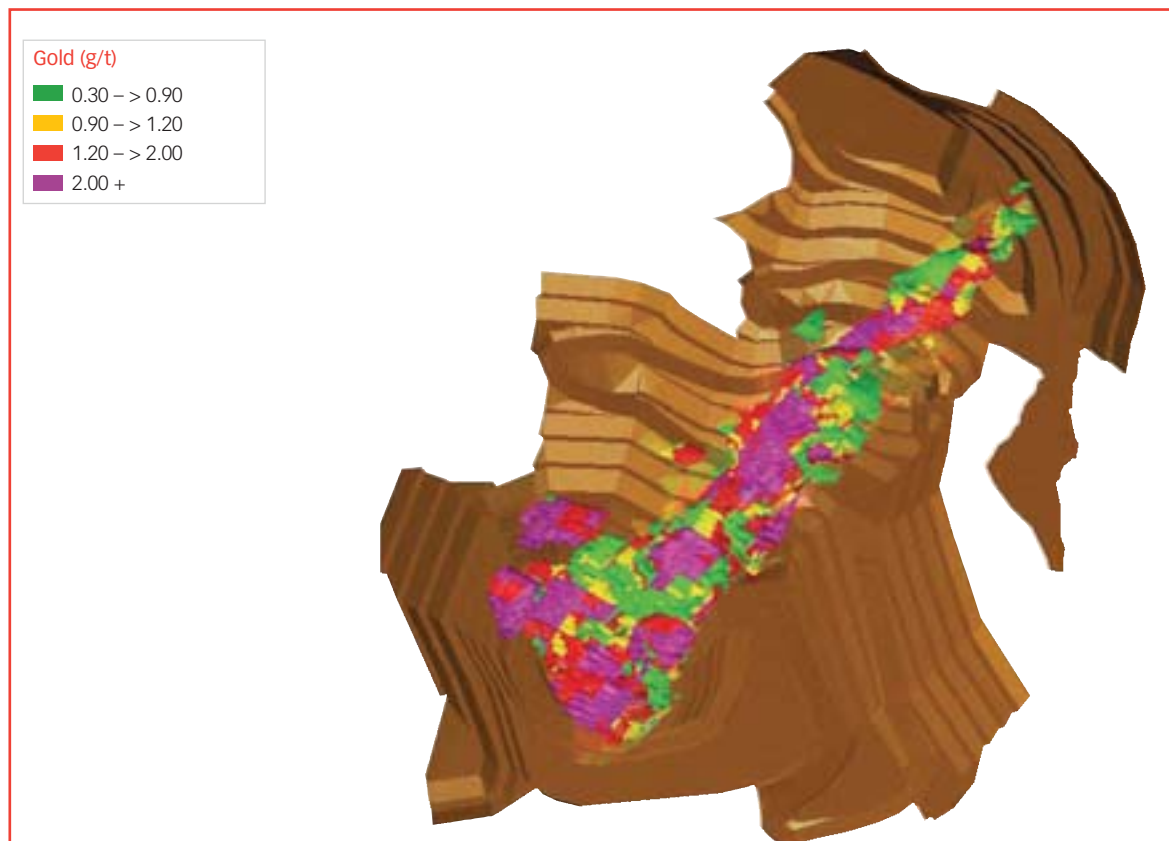 Gold (g/t)
0.30 – > 0.90
0.90 – > 1.20
1.20 – > 2.00
2.00 +